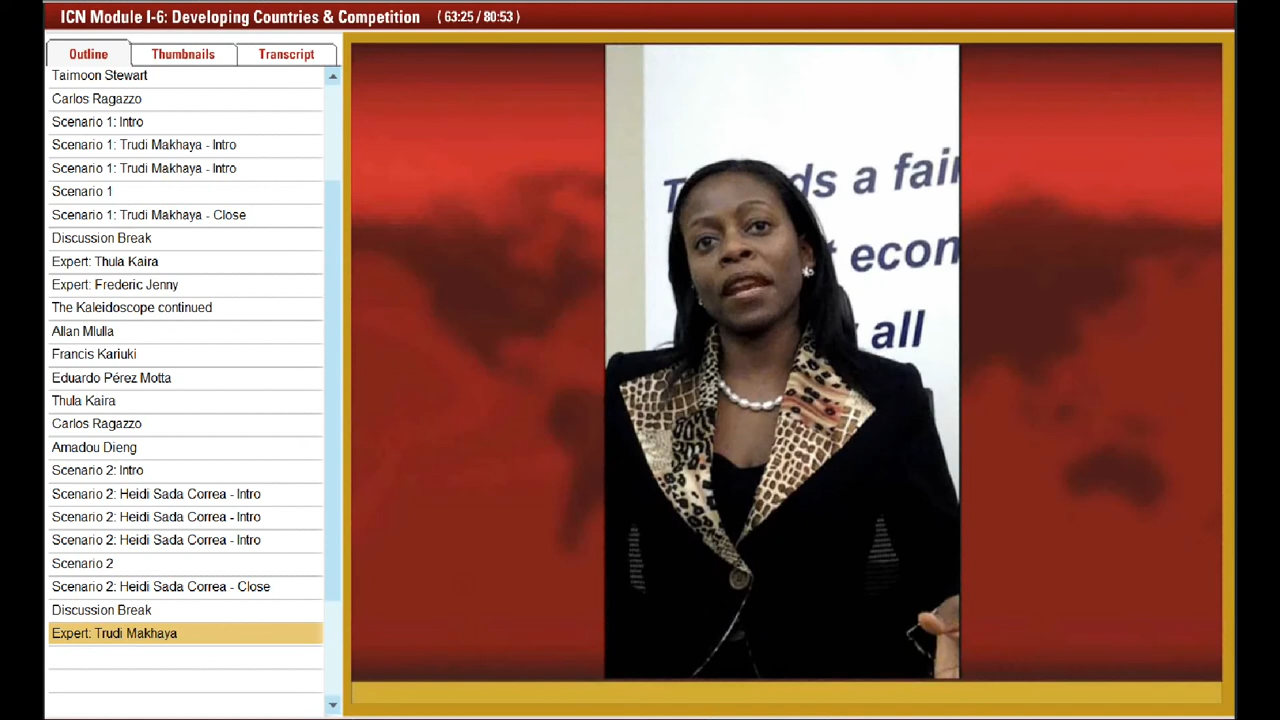 ICN Module I-6: Developing Countries & Competition ( 63:25 / 80:53 )
Outline Thumbnails Transcript
Taimoon Stewart
Carlos Ragazzo
Scenario 1: Intro
Scenario 1: Trudi Makhaya - Intro
Scenario 1: Trudi Makhaya - Intro
Scenario 1
Scenario 1: Trudi Makhaya - Close
Discussion Break
Expert: Thula Kaira
Expert: Frederic Jenny
The Kaleidoscope continued
Allan Mlulla
Francis Kariuki
Eduardo Pérez Motta
Thula Kaira
Carlos Ragazzo
Amadou Dieng
Scenario 2: Intro
Scenario 2: Heidi Sada Correa - Intro
Scenario 2: Heidi Sada Correa - Intro
Scenario 2: Heidi Sada Correa - Intro
Scenario 2
Scenario 2: Heidi Sada Correa - Close
Discussion Break
Expert: Trudi Makhaya
a fair
all